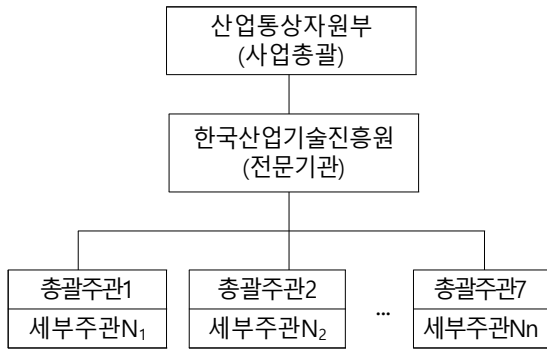 산업통상자원부
(사업총괄)
한국산업기술진흥원
(전문기관)
총괄주관1
세부주관N₁
총괄주관2
세부주관N₂
...
총괄주관7
세부주관Nn